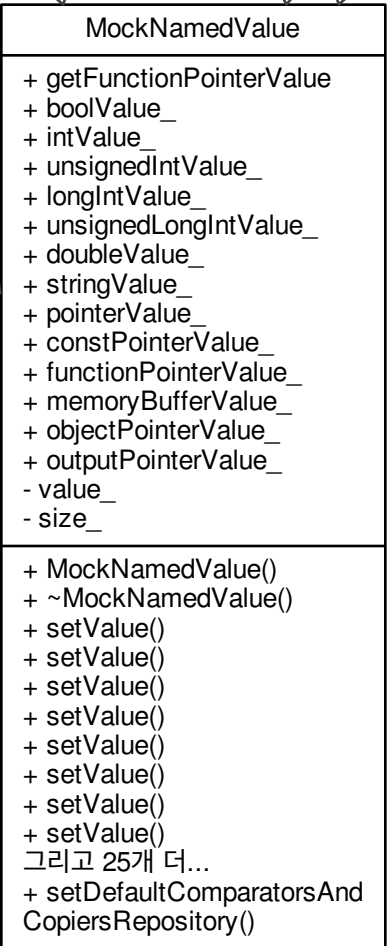 MockNamedValue
+ getFunctionPointerValue
+ boolValue_
+ intValue_
+ unsignedIntValue_
+ longIntValue_
+ unsignedLongIntValue_
+ doubleValue_
+ stringValue_
+ pointerValue_
+ constPointerValue_
+ functionPointerValue_
+ memoryBufferValue_
+ objectPointerValue_
+ outputPointerValue_
- value_
- size_
+ MockNamedValue()
+ ~MockNamedValue()
+ setValue()
+ setValue()
+ setValue()
+ setValue()
+ setValue()
+ setValue()
+ setValue()
+ setValue()
그리고 25개 더...
+ setDefaultComparatorsAnd
CopiersRepository()